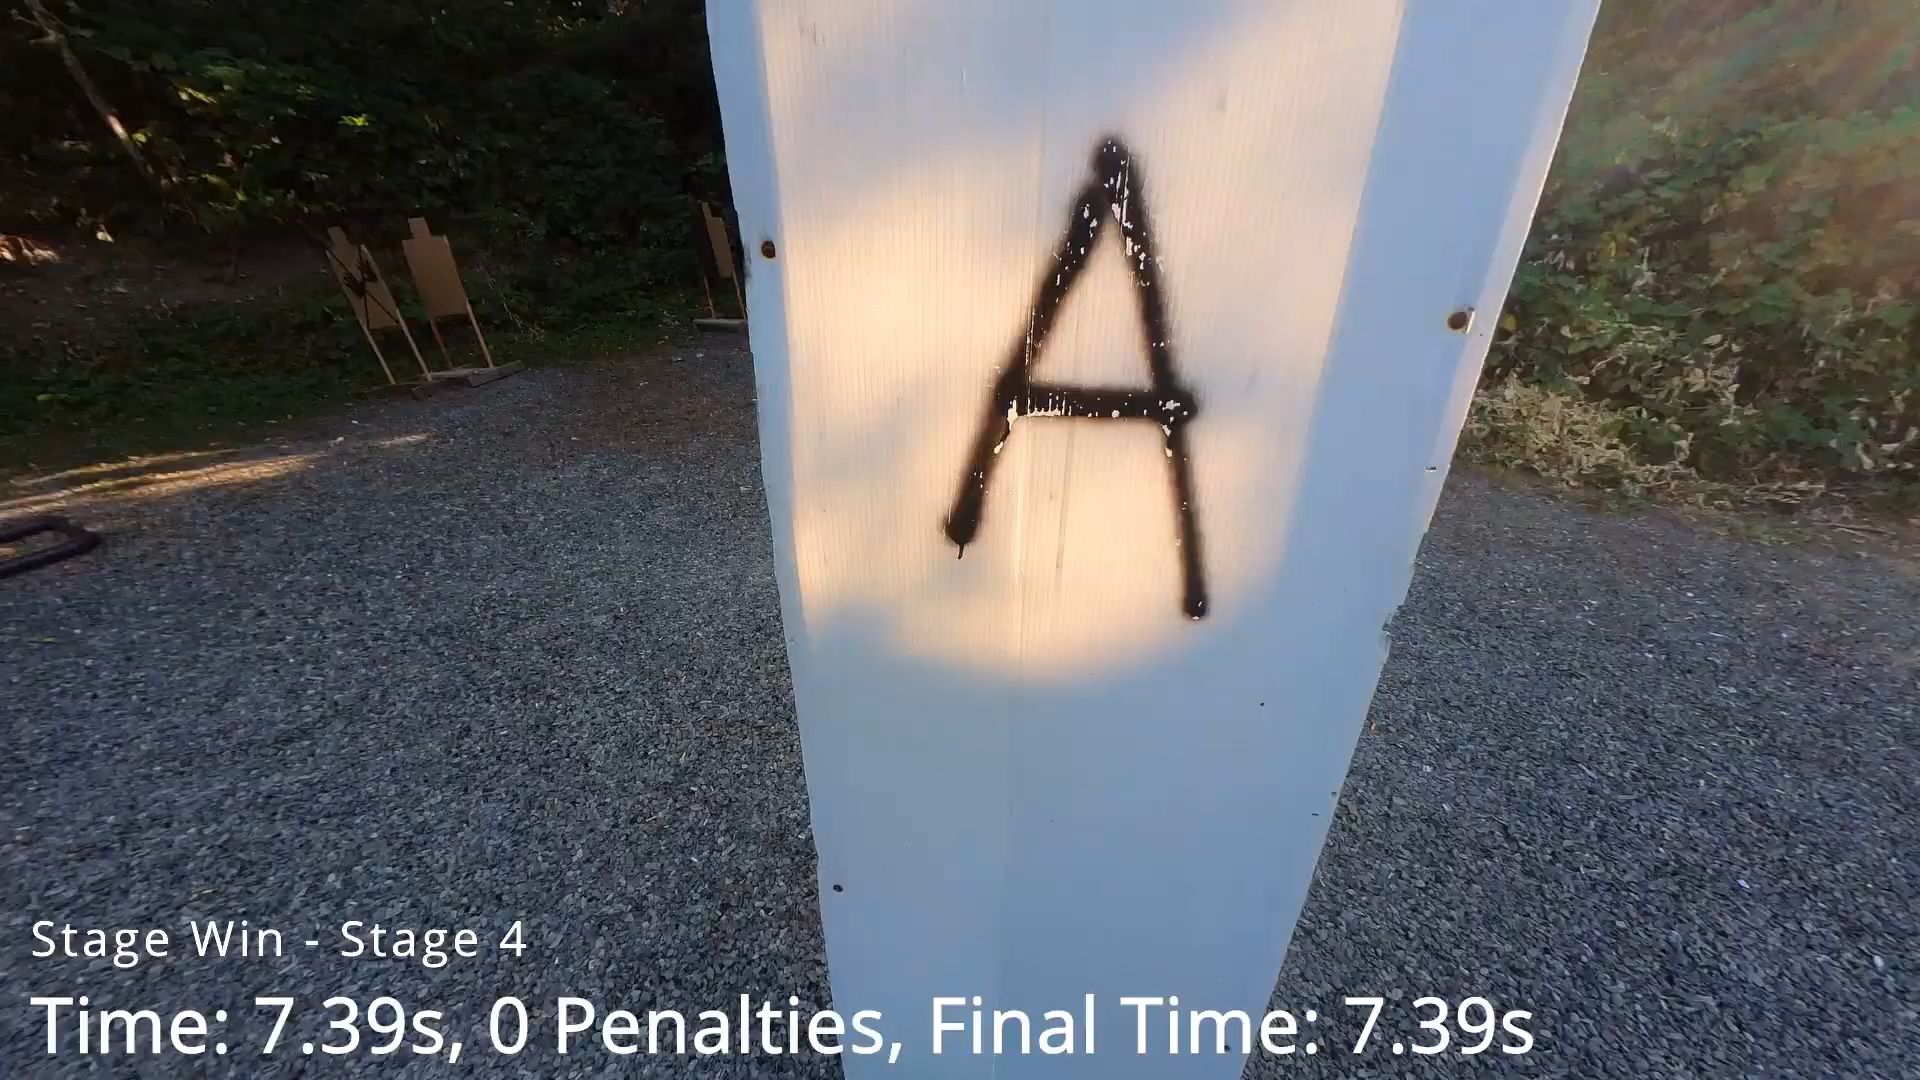 A
Stage Win - Stage 4
Time: 7.39s, 0 Penalties, Final Time: 7.39s